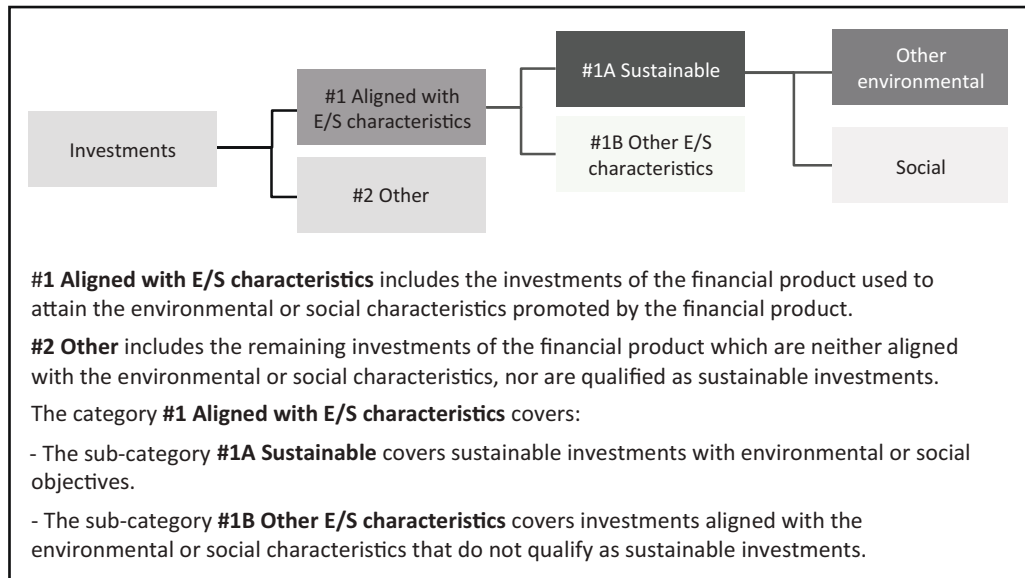 Investments
#1 Aligned with
E/S characteristics
#2 Other
#1A Sustainable
#1B Other E/S
characteristics
Other
environmental
Social
#1 Aligned with E/S characteristics includes the investments of the financial product used to
attain the environmental or social characteristics promoted by the financial product.
#2 Other includes the remaining investments of the financial product which are neither aligned
with the environmental or social characteristics, nor are qualified as sustainable investments.
The category #1 Aligned with E/S characteristics covers:
- The sub-category #1A Sustainable covers sustainable investments with environmental or social
objectives.
- The sub-category #1B Other E/S characteristics covers investments aligned with the
environmental or social characteristics that do not qualify as sustainable investments.